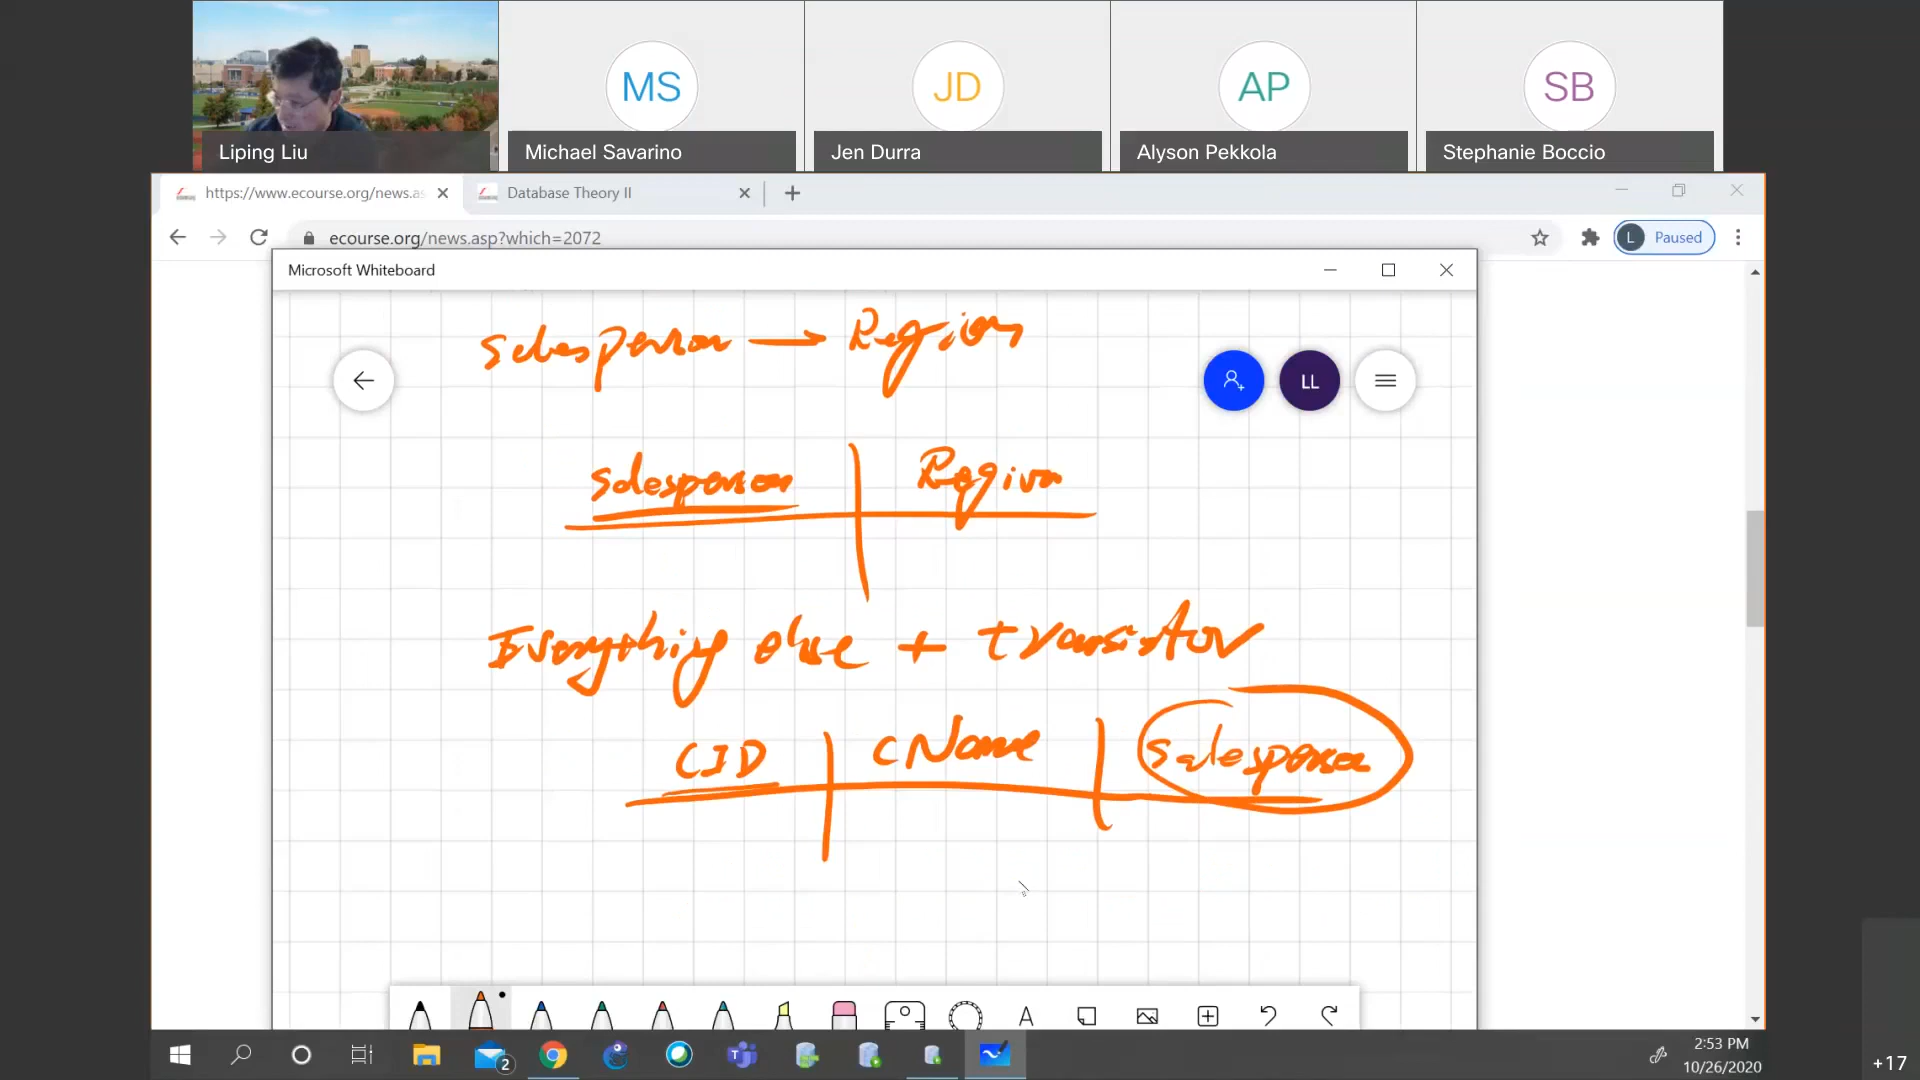 MS JD AP SB
Liping Liu Michael Savarino Jen Durra Alyson Pekkola Stephanie Boccio
https://www.ecourse.org/news.as Database Theory II
ecourse.org/news.asp?which=2072 L Paused
Microsoft Whiteboard
Salesperson → Region
LL
Salesperson Region
Everything else + transistor
CID CName Salesperson
A
2
2:53 PM
10/26/2020
+17